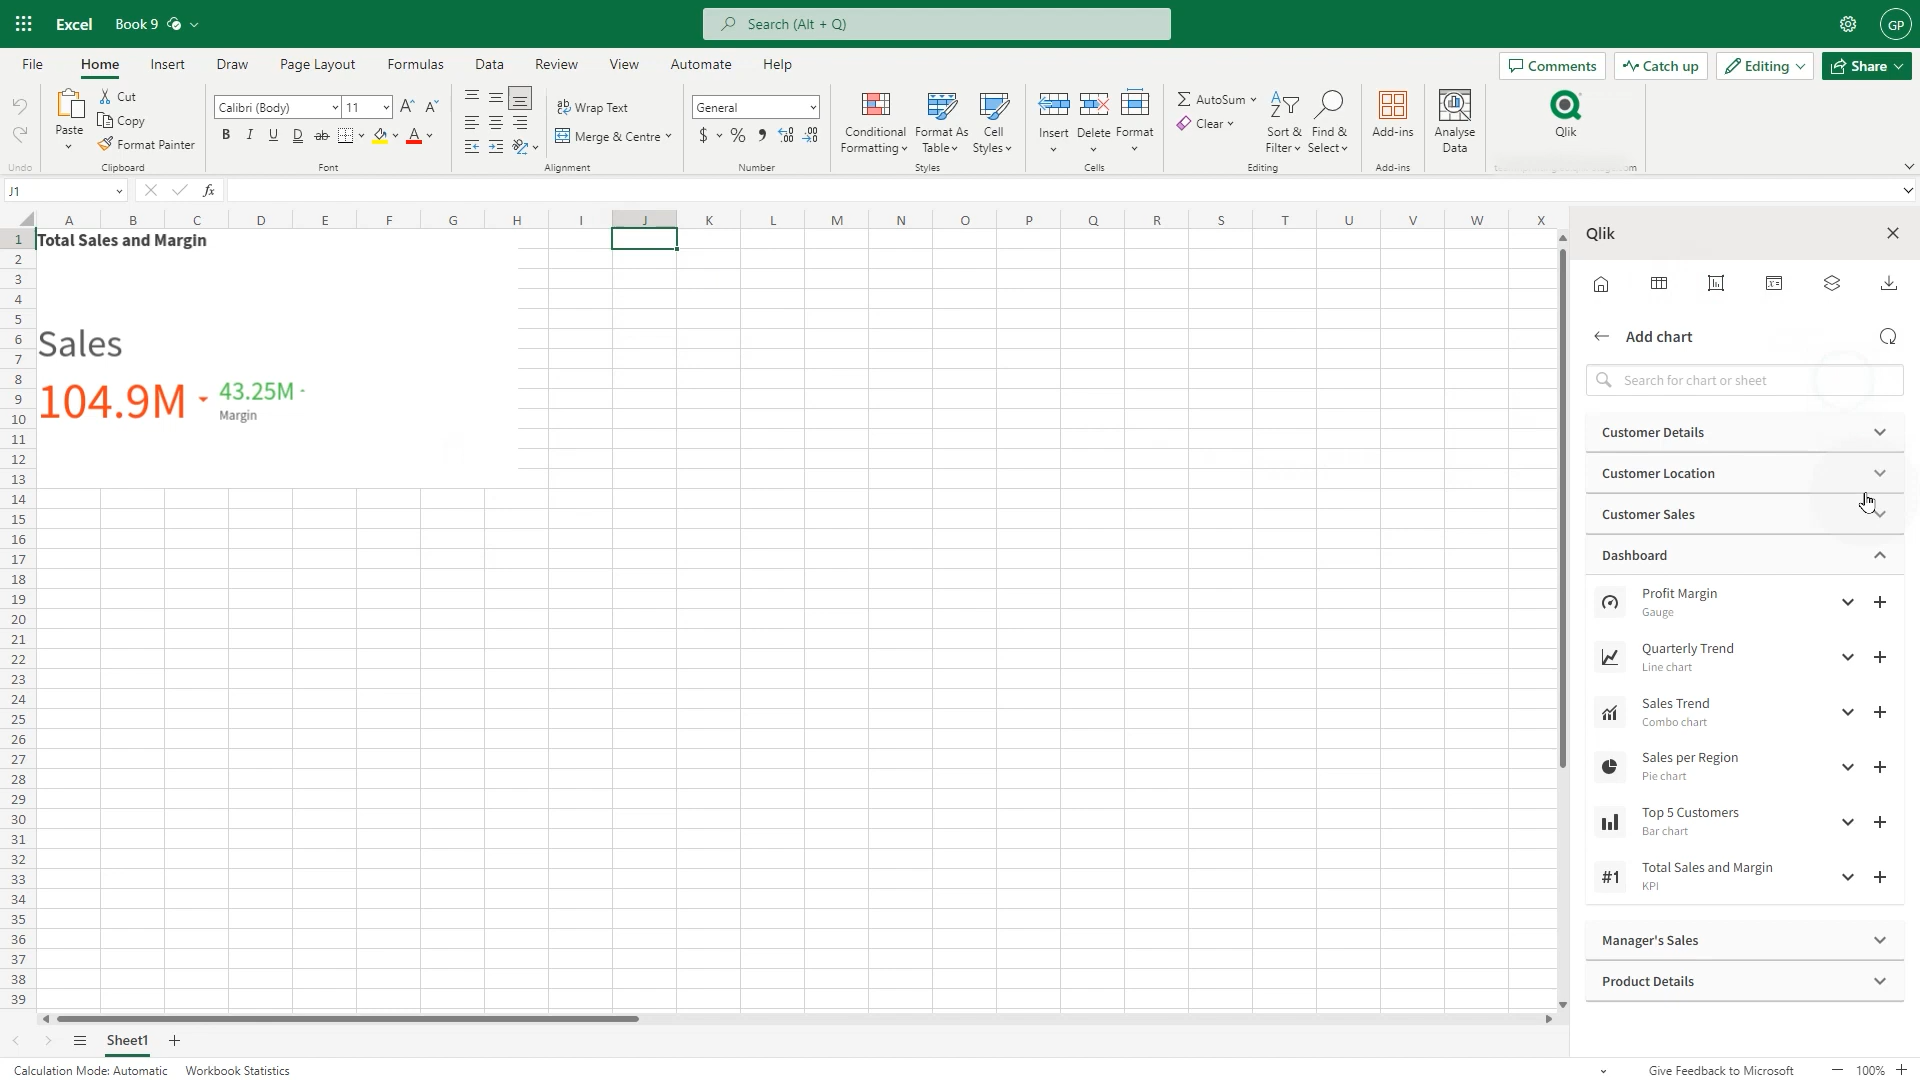 Excel Book 9 Search (Alt + Q) GP
File Home Insert Draw Page Layout Formulas Data Review View Automate Help Comments Catch up Editing Share
Paste Cut Copy Format Painter
Undo Clipboard
Calibri (Body) 11
B I U D ab A
Font
Wrap Text
Merge & Centre
Alignment
General
$ % 9
Number
Conditional Formatting Format As Table Cell Styles
Styles
Insert Delete Format
Cells
AutoSum
Clear
Sort & Filter Find & Select
Editing
Add-ins
Add-ins
Analyse Data
Qlik
J1 fx
A B C D E F G H I J K L M N O P Q R S T U V W X
1
2
3
4
5
6
7
8
9
10
11
12
13
14
15
16
17
18
19
20
21
22
23
24
25
26
27
28
29
30
31
32
33
34
35
36
37
38
39
Total Sales and Margin
Sales
104.9M 43.25M
Margin
Qlik
Add chart
Search for chart or sheet
Customer Details
Customer Location
Customer Sales
Dashboard
Profit Margin
Gauge
Quarterly Trend
Line chart
Sales Trend
Combo chart
Sales per Region
Pie chart
Top 5 Customers
Bar chart
#1 Total Sales and Margin
KPI
Manager's Sales
Product Details
Sheet1
Calculation Mode: Automatic Workbook Statistics Give Feedback to Microsoft 100%